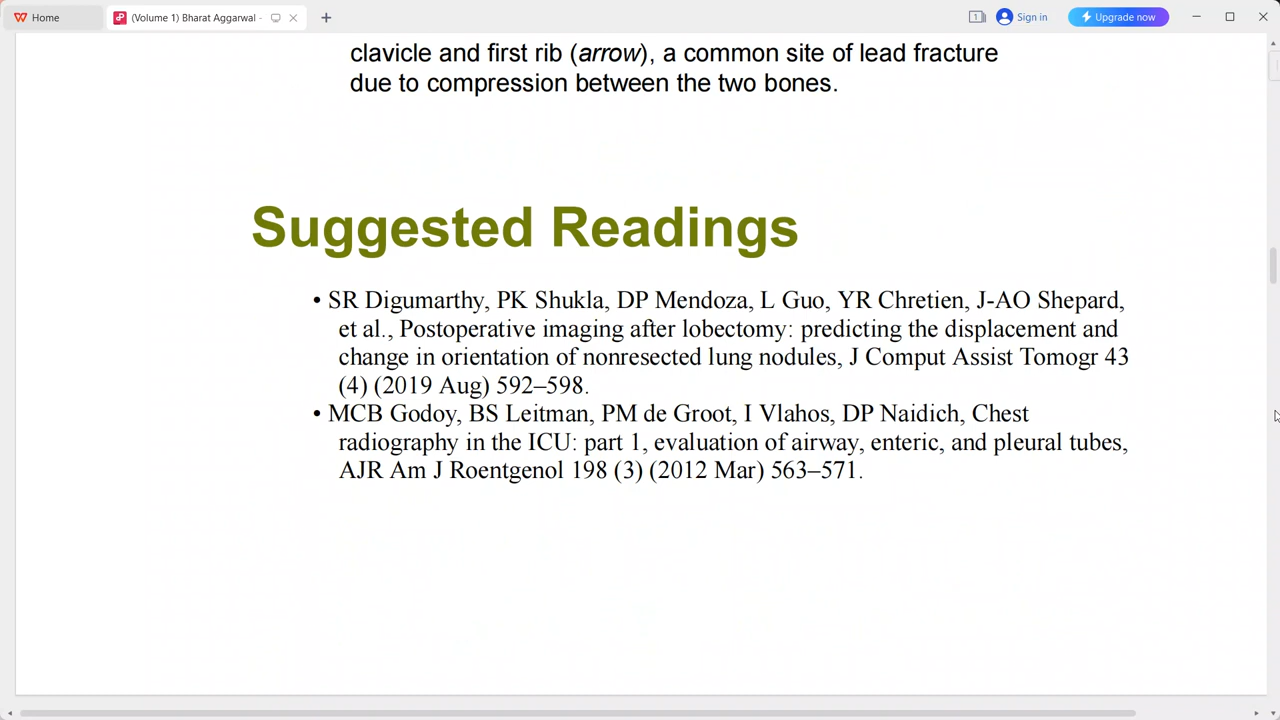 Home
(Volume 1) Bharat Aggarwal -
1
Sign in
Upgrade now
clavicle and first rib (arrow), a common site of lead fracture
due to compression between the two bones.
Suggested Readings
• SR Digumarthy, PK Shukla, DP Mendoza, L Guo, YR Chretien, J-AO Shepard,
et al., Postoperative imaging after lobectomy: predicting the displacement and
change in orientation of nonresected lung nodules, J Comput Assist Tomogr 43
(4) (2019 Aug) 592–598.
• MCB Godoy, BS Leitman, PM de Groot, I Vlahos, DP Naidich, Chest
radiography in the ICU: part 1, evaluation of airway, enteric, and pleural tubes,
AJR Am J Roentgenol 198 (3) (2012 Mar) 563–571.